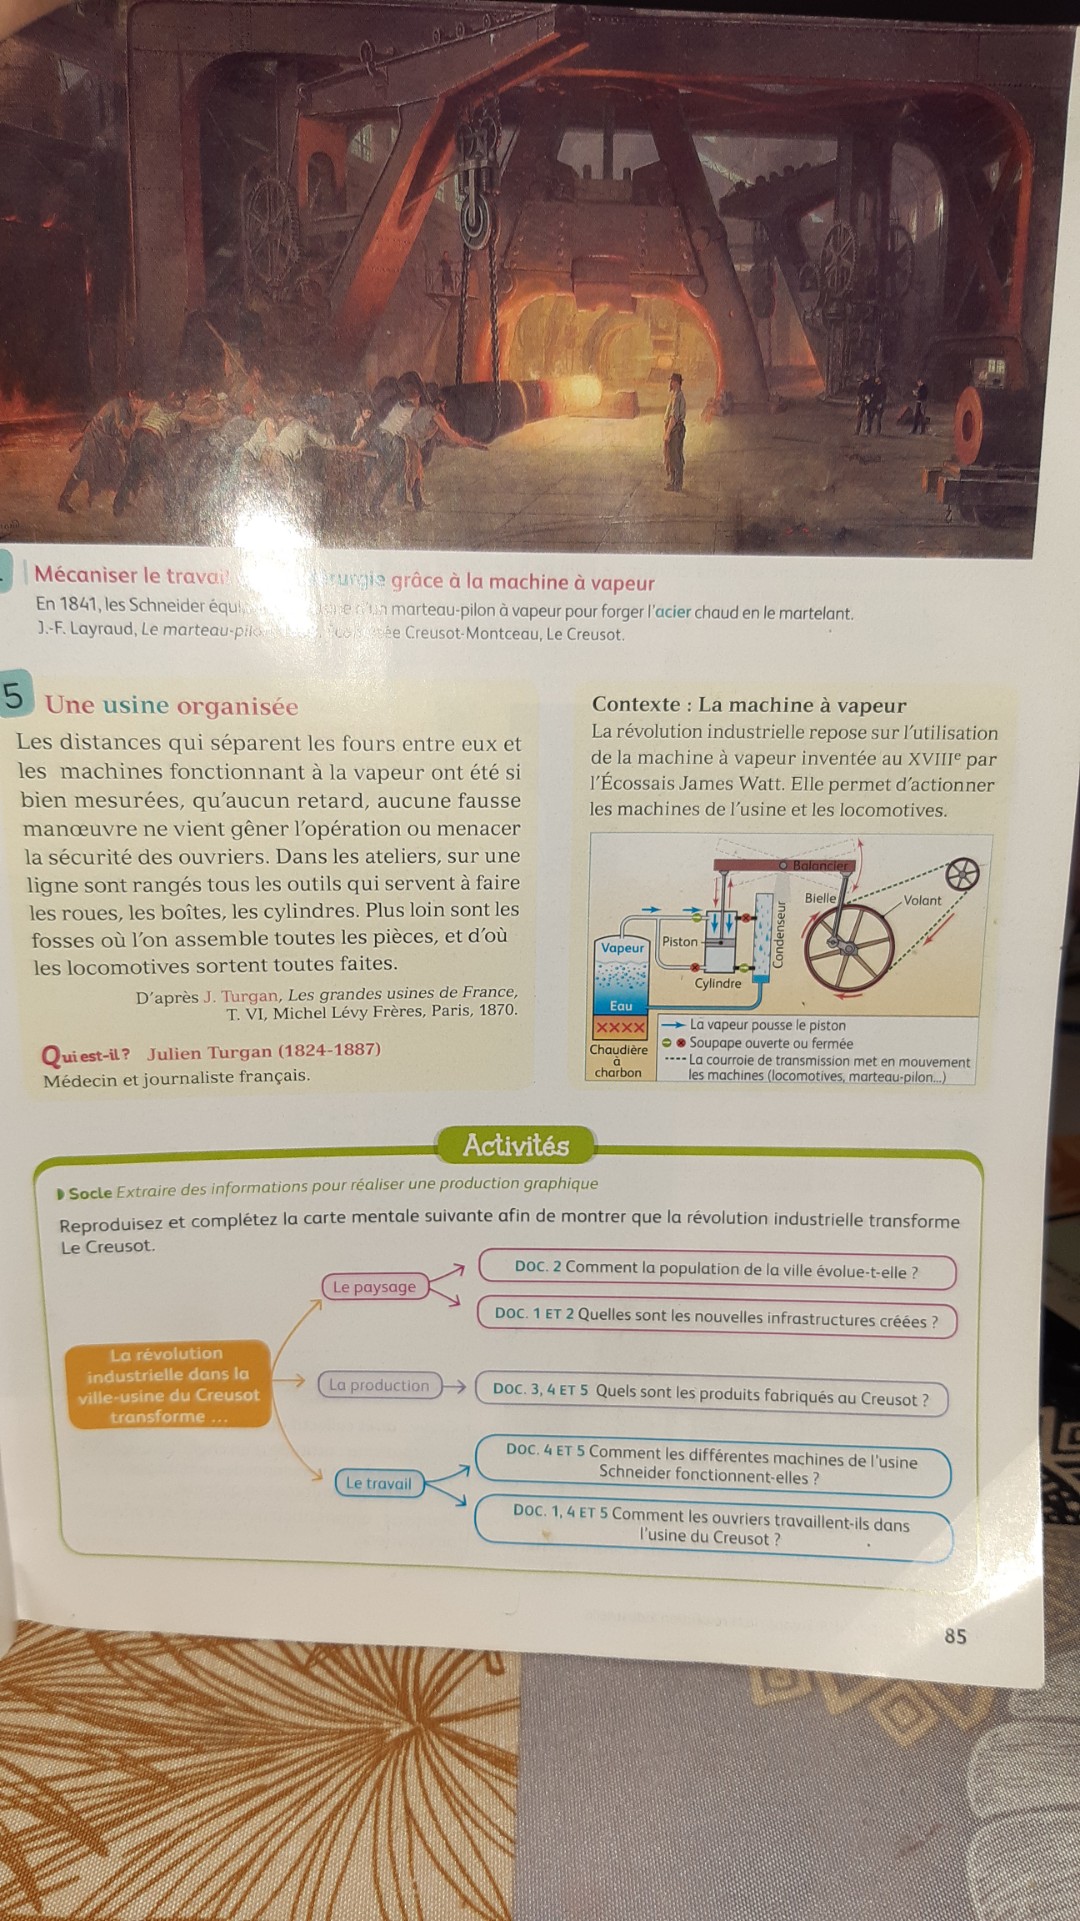 Mécaniser le travail
grâce à la machine à vapeur
En 1841, les Schneider
marteau-pilon à vapeur pour forger l'acier chaud en le martelant.
J.-F. Layraud, Le
Creusot-Montceau, Le Creusot.
5
Une usine organisée
Les distances qui séparent les fours entre eux et
les machines fonctionnant à la vapeur ont été si
bien mesurées, qu'aucun retard, aucune fausse
manœuvre ne vient gêner l'opération ou menacer
la sécurité des ouvriers. Dans les ateliers, sur une
ligne sont rangés tous les outils qui servent à faire
les roues, les boîtes, les cylindres. Plus loin sont les
fosses où l'on assemble toutes les pièces, et d'où
les locomotives sortent toutes faites.
D'après J. Turgan, Les grandes usines de France,
T. VI, Michel Lévy Frères, Paris, 1870.
Qui est-il ? Julien Turgan (1824-1887)
Médecin et journaliste français.
Contexte : La machine à vapeur
La révolution industrielle repose sur l'utilisation
de la machine à vapeur inventée au XVIIIe par
l'Écossais James Watt. Elle permet d'actionner
les machines de l'usine et les locomotives.
Balancier
Bielle
Volant
Vapeur
Piston
Condenseur
Cylindre
Eau
Chaudière
à
charbon
La vapeur pousse le piston
Soupape ouverte ou fermée
La courroie de transmission met en mouvement
les machines (locomotives, marteau-pilon...)
Activités
Socle Extraire des informations pour réaliser une production graphique
Reproduisez et complétez la carte mentale suivante afin de montrer que la révolution industrielle transforme
Le Creusot.
La révolution
industrielle dans la
ville-usine du Creusot
transforme ...
Le paysage
DOC. 2 Comment la population de la ville évolue-t-elle ?
DOC. 1 ET 2 Quelles sont les nouvelles infrastructures créées ?
La production
DOC. 3, 4 ET 5 Quels sont les produits fabriqués au Creusot ?
Le travail
DOC. 4 ET 5 Comment les différentes machines de l'usine
Schneider fonctionnent-elles ?
DOC. 1, 4 ET 5 Comment les ouvriers travaillent-ils dans
l'usine du Creusot ?
85